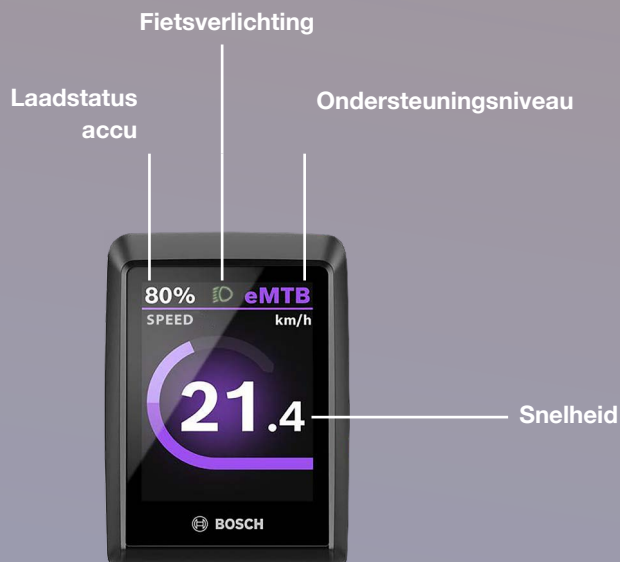 Fietsverlichting
Laadstatus
accu
Ondersteuningsniveau
80% eMTB
SPEED km/h
21.4
Snelheid
BOSCH